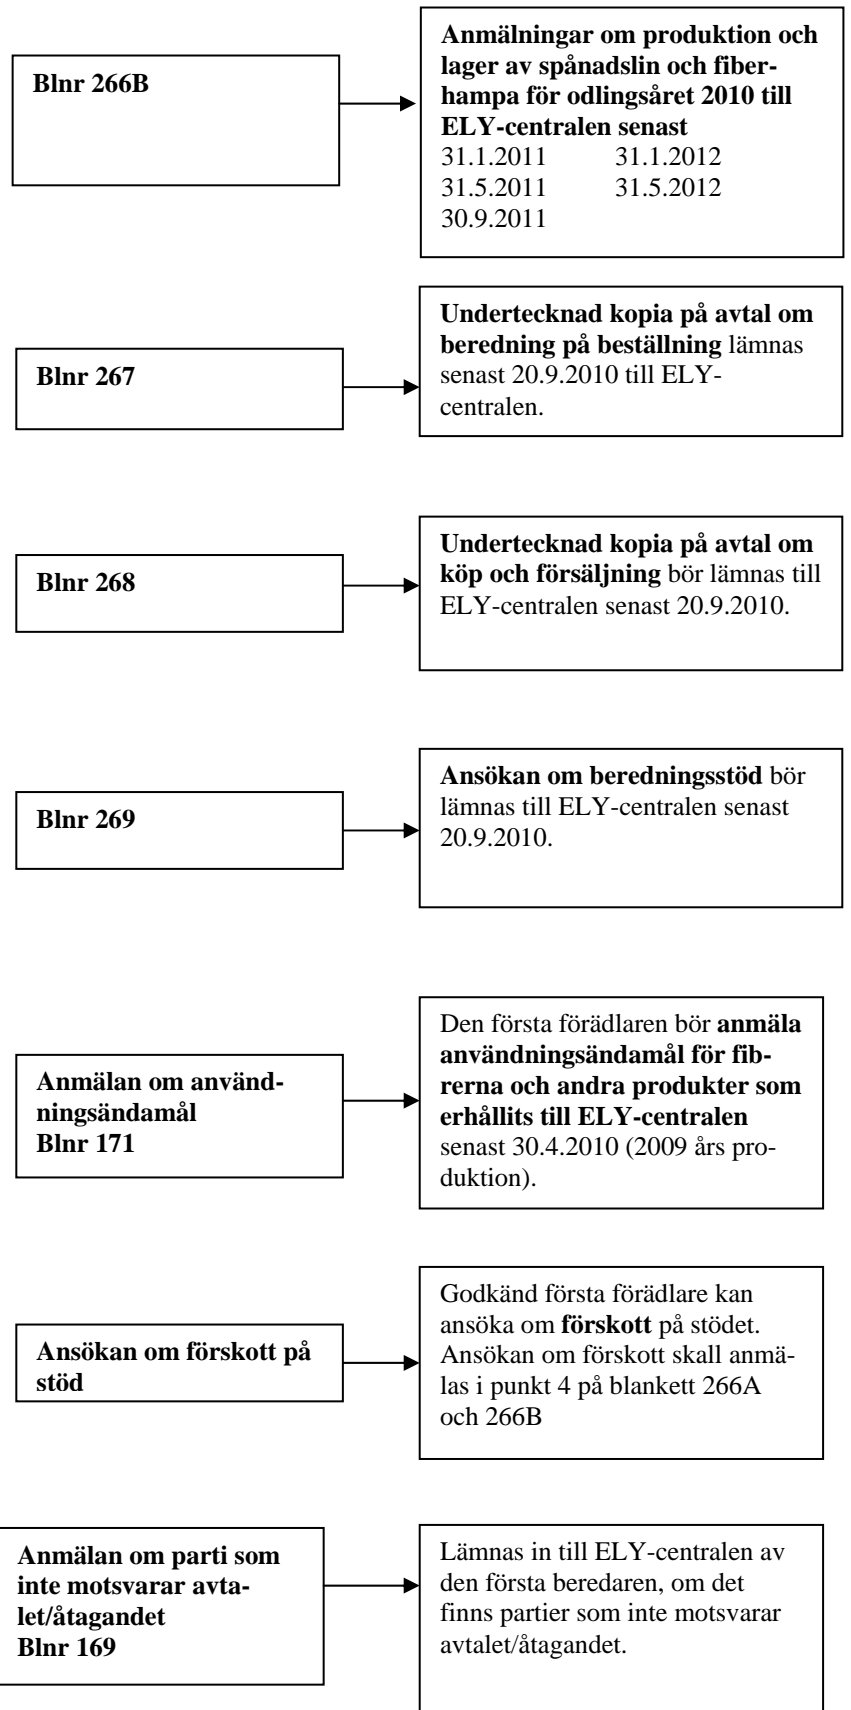 Blnr 266B
Anmälningar om produktion och
lager av spånadslin och fiber-
hampa för odlingsåret 2010 till
ELY-centralen senast
31.1.2011 31.1.2012
31.5.2011 31.5.2012
30.9.2011
Blnr 267
Undertecknad kopia på avtal om
beredning på beställning lämnas
senast 20.9.2010 till ELY-
centralen.
Blnr 268
Undertecknad kopia på avtal om
köp och försäljning bör lämnas till
ELY-centralen senast 20.9.2010.
Blnr 269
Ansökan om beredningsstöd bör
lämnas till ELY-centralen senast
20.9.2010.
Anmälan om använd-
ningsändamål
Blnr 171
Den första förädlaren bör anmäla
användningsändamål för fib-
rerna och andra produkter som
erhållits till ELY-centralen
senast 30.4.2010 (2009 års pro-
duktion).
Ansökan om förskott på
stöd
Godkänd första förädlare kan
ansöka om förskott på stödet.
Ansökan om förskott skall anmä-
las i punkt 4 på blankett 266A
och 266B
Anmälan om parti som
inte motsvarar avta-
let/åtagandet
Blnr 169
Lämnas in till ELY-centralen av
den första beredaren, om det
finns partier som inte motsvarar
avtalet/åtagandet.